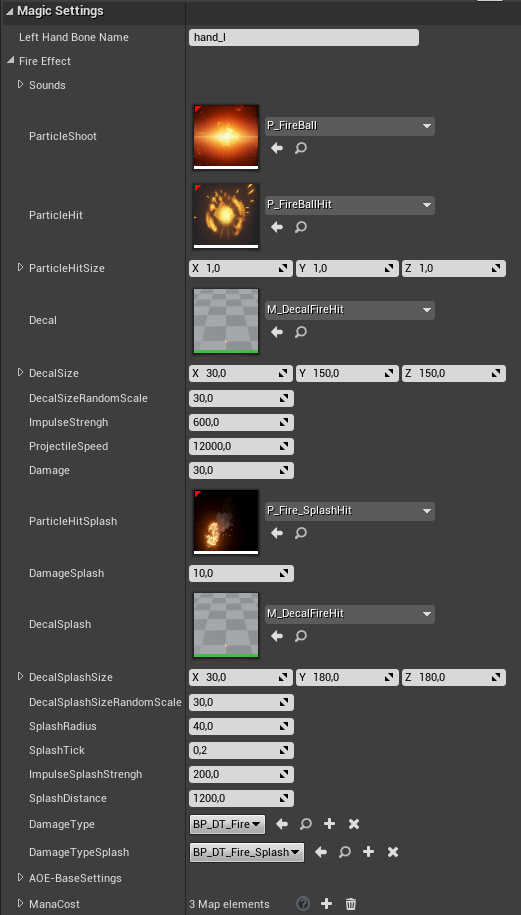 Magic Settings
Left Hand Bone Name hand_l
Fire Effect
Sounds
ParticleShoot P_FireBall
ParticleHit P_FireBallHit
ParticleHitSize X 1,0 Y 1,0 Z 1,0
Decal M_DecalFireHit
DecalSize X 30,0 Y 150,0 Z 150,0
DecalSizeRandomScale 30,0
ImpulseStrengh 600,0
ProjectileSpeed 12000,0
Damage 30,0
ParticleHitSplash P_Fire_SplashHit
DamageSplash 10,0
DecalSplash M_DecalFireHit
DecalSplashSize X 30,0 Y 180,0 Z 180,0
DecalSplashSizeRandomScale 30,0
SplashRadius 40,0
SplashTick 0,2
ImpulseSplashStrengh 200,0
SplashDistance 1200,0
DamageType BP_DT_Fire
DamageTypeSplash BP_DT_Fire_Splash
AOE-BaseSettings
ManaCost 3 Map elements